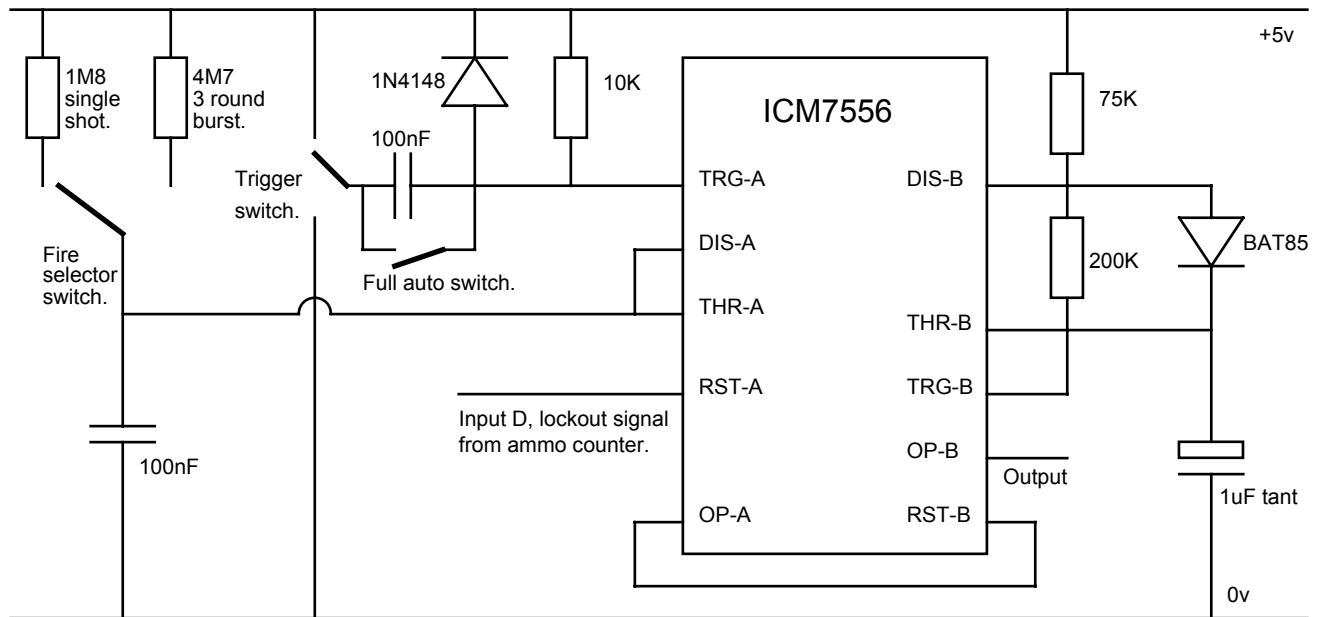 +5v
1M8
single
shot.
4M7
3 round
burst.
1N4148
100nF
10K
ICM7556
75K
Trigger
switch.
TRG-A
DIS-B
Fire
selector
switch.
Full auto switch.
DIS-A
200K
BAT85
THR-A
THR-B
RST-A
TRG-B
Input D, lockout signal
from ammo counter.
OP-B
Output
100nF
1uF tant
OP-A
RST-B
0v